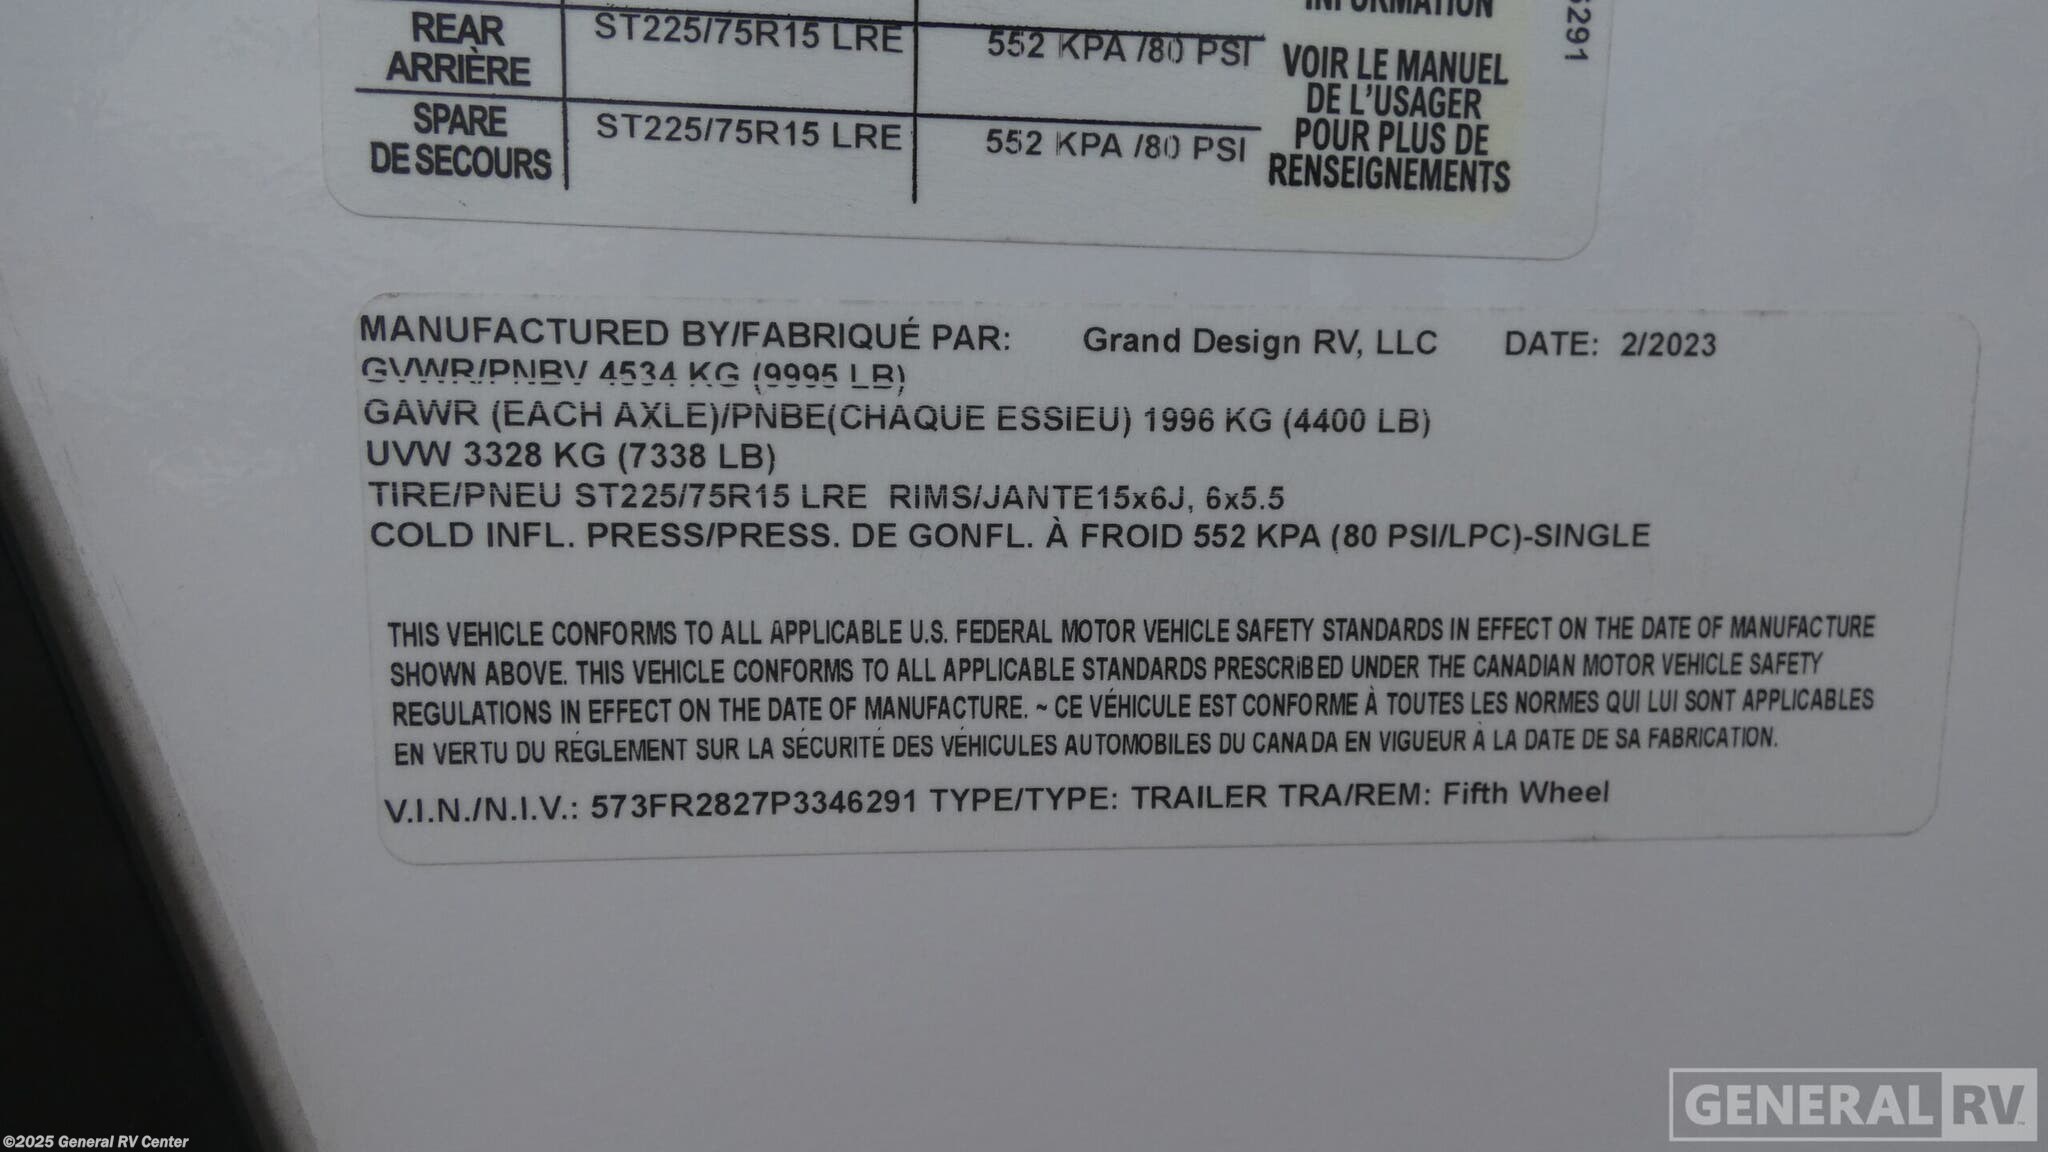 INFORMATION
6291
REAR ST225/75R15 LRE 552 KPA /80 PSI
ARRIÈRE
VOIR LE MANUEL
DE L'USAGER
POUR PLUS DE
RENSEIGNEMENTS
SPARE ST225/75R15 LRE 552 KPA /80 PSI
DE SECOURS
MANUFACTURED BY/FABRIQUÉ PAR: Grand Design RV, LLC DATE: 2/2023
GVWR/PNBV 4534 KG (9995 LB)
GAWR (EACH AXLE)/PNBE(CHAQUE ESSIEU) 1996 KG (4400 LB)
UVW 3328 KG (7338 LB)
TIRE/PNEU ST225/75R15 LRE RIMS/JANTE15x6J, 6x5.5
COLD INFL. PRESS/PRESS. DE GONFL. À FROID 552 KPA (80 PSI/LPC)-SINGLE
THIS VEHICLE CONFORMS TO ALL APPLICABLE U.S. FEDERAL MOTOR VEHICLE SAFETY STANDARDS IN EFFECT ON THE DATE OF MANUFACTURE
SHOWN ABOVE. THIS VEHICLE CONFORMS TO ALL APPLICABLE STANDARDS PRESCRIBED UNDER THE CANADIAN MOTOR VEHICLE SAFETY
REGULATIONS IN EFFECT ON THE DATE OF MANUFACTURE. ~ CE VÉHICULE EST CONFORME À TOUTES LES NORMES QUI LUI SONT APPLICABLES
EN VERTU DU RÉGLEMENT SUR LA SÉCURITÉ DES VÉHICULES AUTOMOBILES DU CANADA EN VIGUEUR À LA DATE DE SA FABRICATION.
V.I.N./N.I.V.: 573FR2827P3346291 TYPE/TYPE: TRAILER TRA/REM: Fifth Wheel
GENERAL RV
©2025 General RV Center